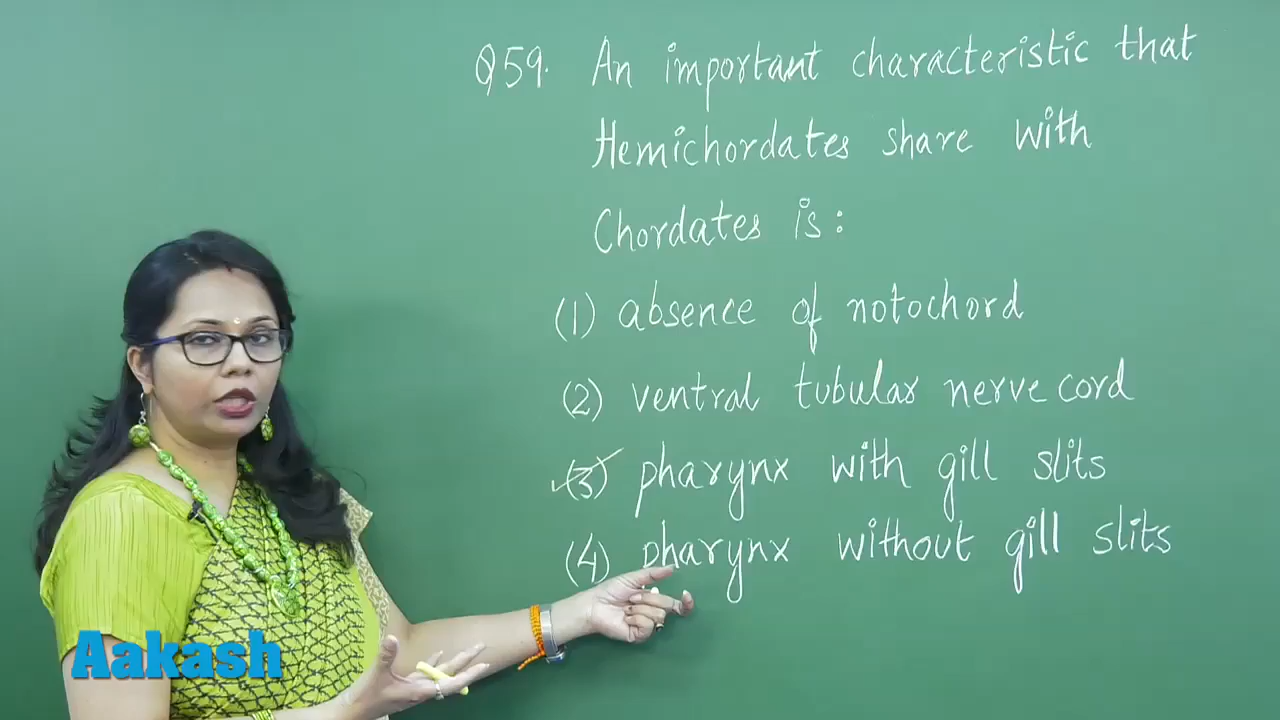 Q59. An important characteristic that
Hemichordates share with
Chordates is:
(1) absence of notochord
(2) ventral tubular nerve cord
(3) pharynx with gill slits
(4) pharynx without gill slits
Aakash